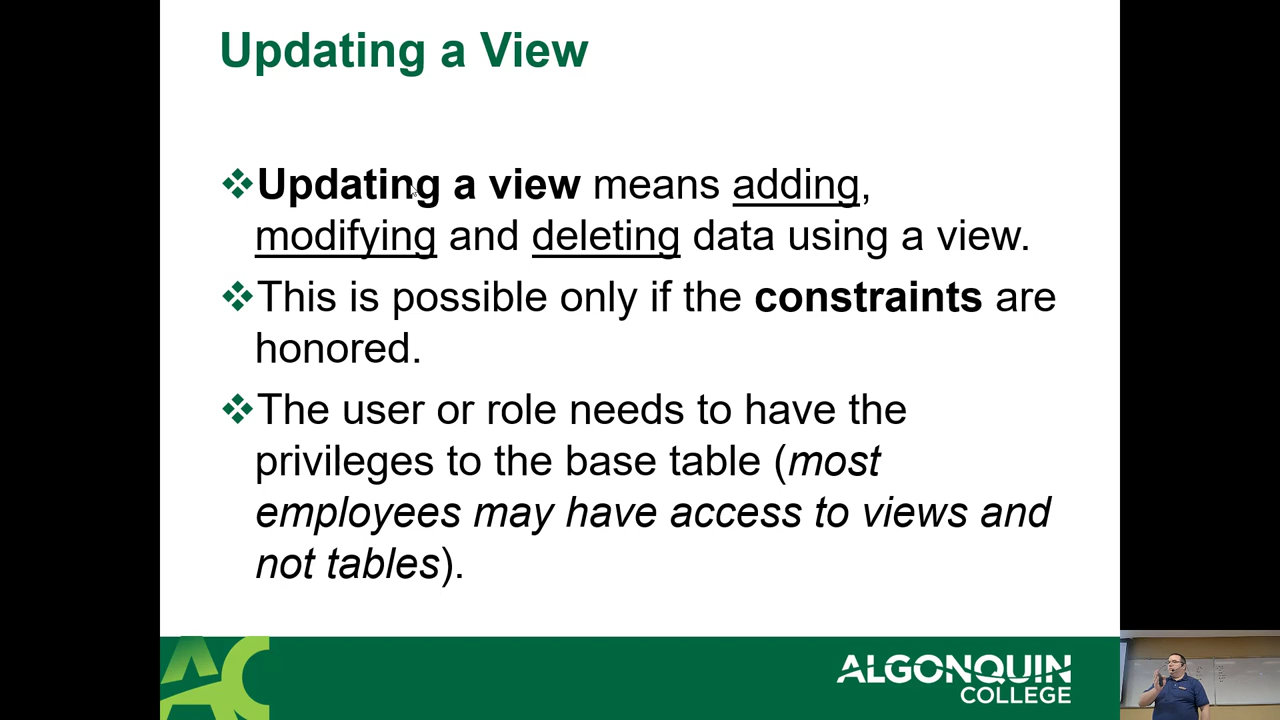 Updating a View
❖Updating a view means adding,
modifying and deleting data using a view.
❖This is possible only if the constraints are
honored.
❖The user or role needs to have the
privileges to the base table (most
employees may have access to views and
not tables).
AC
ALGONQUIN
COLLEGE